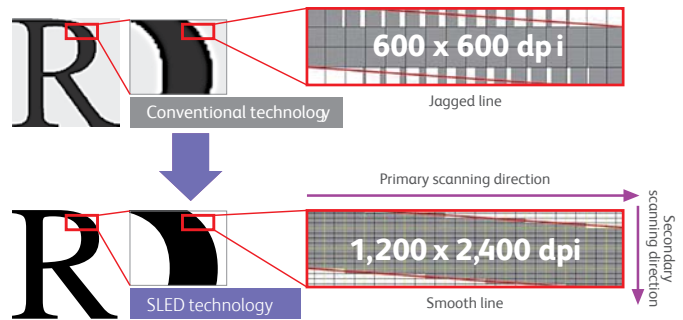 R
600 x 600 dpi
Conventional technology
Jagged line
Primary scanning direction
Secondary
scanning direction
R
1,200 x 2,400 dpi
SLED technology
Smooth line